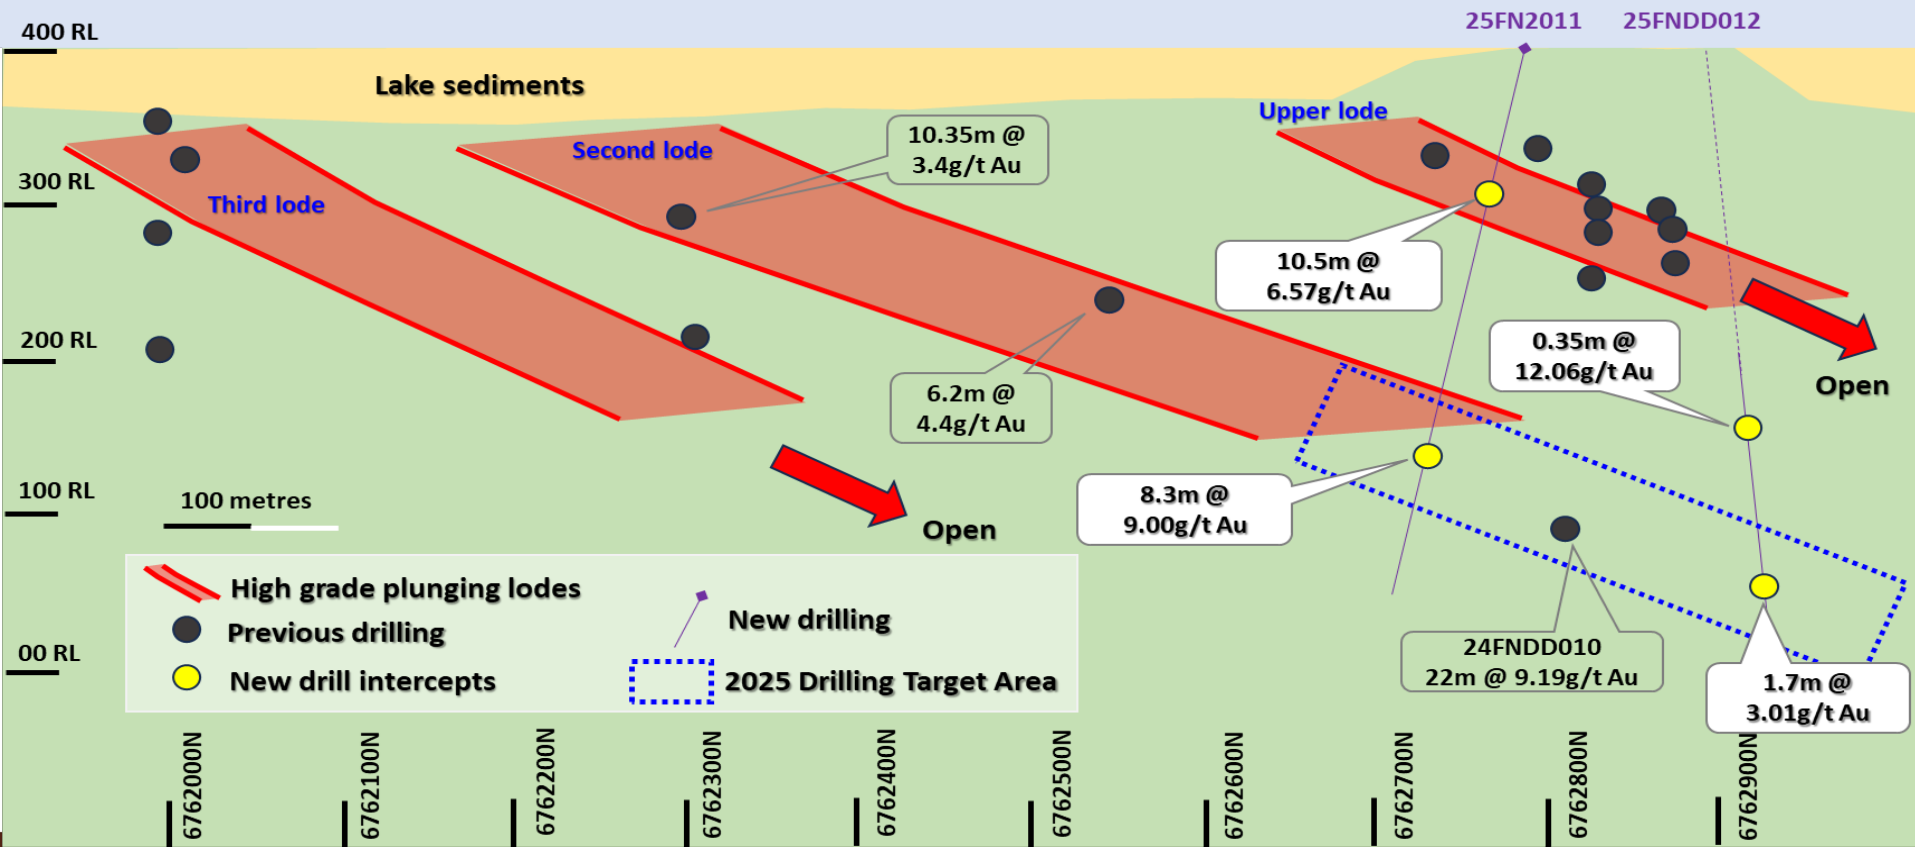 25FN2011
25FNDD012
400 RL
Lake sediments
Upper lode
10.35m @
3.4g/t Au
Second lode
300 RL
Third lode
10.5m @
6.57g/t Au
200 RL
0.35m @
12.06g/t Au
Open
6.2m @
4.4g/t Au
100 RL
100 metres
8.3m @
9.00g/t Au
Open
High grade plunging lodes
Previous drilling
New drill intercepts
New drilling
2025 Drilling Target Area
00 RL
24FNDD010
22m @ 9.19g/t Au
1.7m @
3.01g/t Au
6762000N
6762100N
6762200N
6762300N
6762400N
6762500N
6762600N
6762700N
6762800N
6762900N